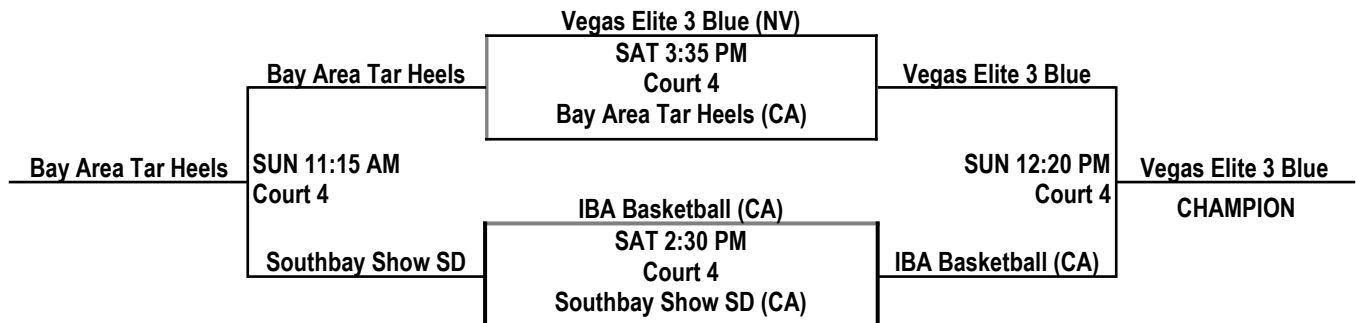 Vegas Elite 3 Blue (NV)
SAT 3:35 PM
Bay Area Tar Heels
Court 4
Vegas Elite 3 Blue
Bay Area Tar Heels (CA)
Bay Area Tar Heels
SUN 11:15 AM
Court 4
SUN 12:20 PM
Court 4
Vegas Elite 3 Blue
CHAMPION
IBA Basketball (CA)
SAT 2:30 PM
Southbay Show SD
Court 4
IBA Basketball (CA)
Southbay Show SD (CA)